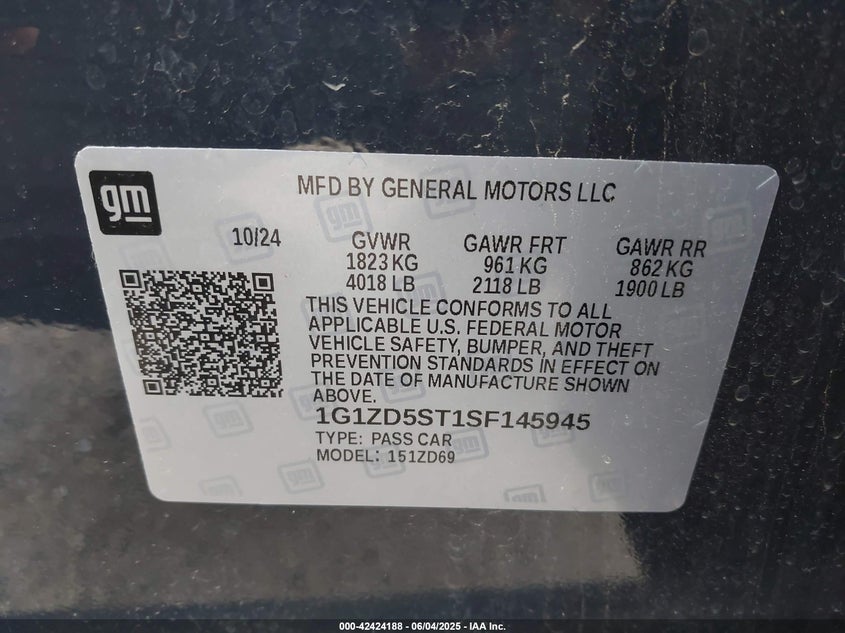 gm
MFD BY GENERAL MOTORS LLC
10/24
GVWR GAWR FRT GAWR RR
1823 KG 961 KG 862 KG
4018 LB 2118 LB 1900 LB
THIS VEHICLE CONFORMS TO ALL
APPLICABLE U.S. FEDERAL MOTOR
VEHICLE SAFETY, BUMPER, AND THEFT
PREVENTION STANDARDS IN EFFECT ON
THE DATE OF MANUFACTURE SHOWN
ABOVE.
1G1ZD5ST1SF145945
TYPE: PASS CAR
MODEL: 151ZD69
000-42424188 - 06/04/2025 - IAA Inc.